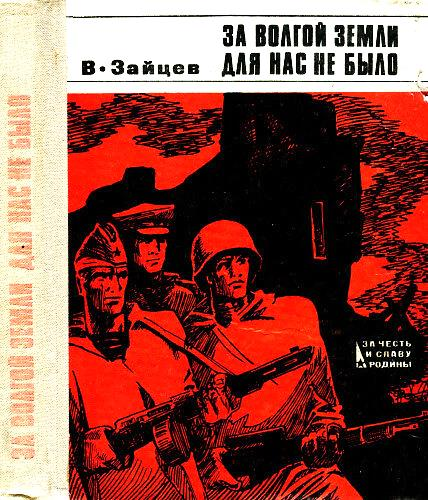 ЗА ВОЛГОЙ ЗЕМЛИ ДЛЯ НАС НЕ БЫЛО
ЗА ВОЛГОЙ ЗЕМЛИ
ДЛЯ НАС НЕ БЫЛО
В•Зайцев
ЗА ЧЕСТЬ
И СЛАВУ
РОДИНЫ